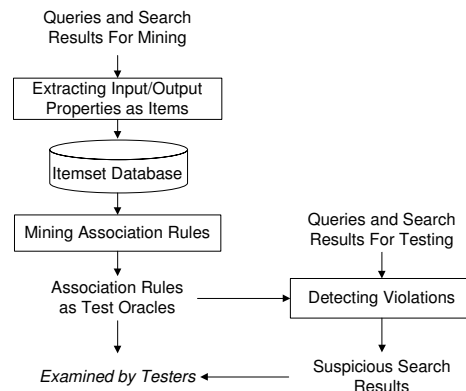 Queries and Search
Results For Mining
Extracting Input/Output
Properties as Items
Itemset Database
Mining Association Rules
Association Rules
as Test Oracles
Examined by Testers
Queries and Search
Results For Testing
Detecting Violations
Suspicious Search
Results